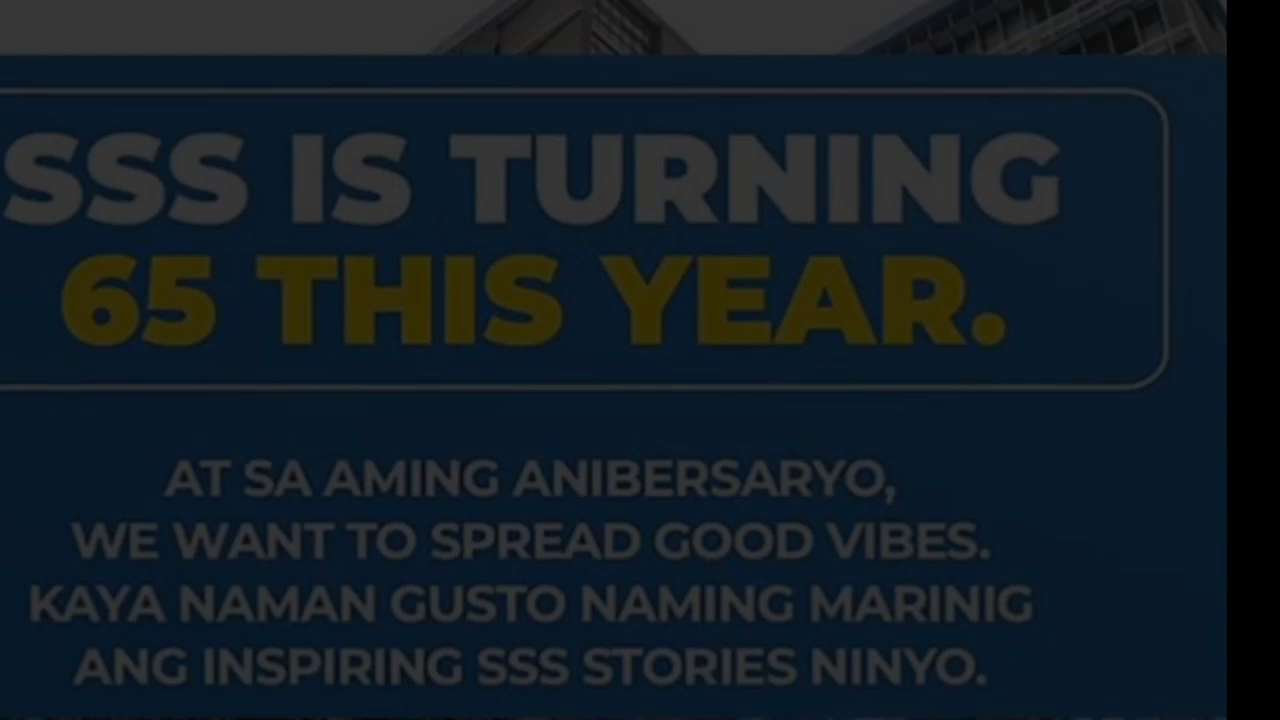 SSS IS TURNING
65 THIS YEAR.
AT SA AMING ANIBERSARYO,
WE WANT TO SPREAD GOOD VIBES.
KAYA NAMAN GUSTO NAMING MARINIG
ANG INSPIRING SSS STORIES NINYO.